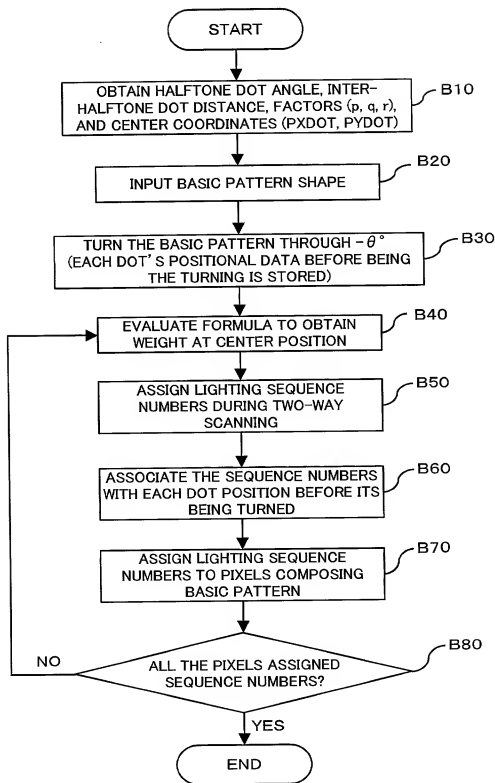 START
OBTAIN HALFTONE DOT ANGLE, INTER-
HALFTONE DOT DISTANCE, FACTORS (p, q, r),
AND CENTER COORDINATES (PXDOT, PYDOT)
B10
INPUT BASIC PATTERN SHAPE
B20
TURN THE BASIC PATTERN THROUGH -θ°
(EACH DOT'S POSITIONAL DATA BEFORE BEING
THE TURNING IS STORED)
B30
EVALUATE FORMULA TO OBTAIN
WEIGHT AT CENTER POSITION
B40
ASSIGN LIGHTING SEQUENCE
NUMBERS DURING TWO-WAY
SCANNING
B50
ASSOCIATE THE SEQUENCE NUMBERS
WITH EACH DOT POSITION BEFORE ITS
BEING TURNED
B60
ASSIGN LIGHTING SEQUENCE
NUMBERS TO PIXELS COMPOSING
BASIC PATTERN
B70
ALL THE PIXELS ASSIGNED
SEQUENCE NUMBERS?
B80
NO
YES
END